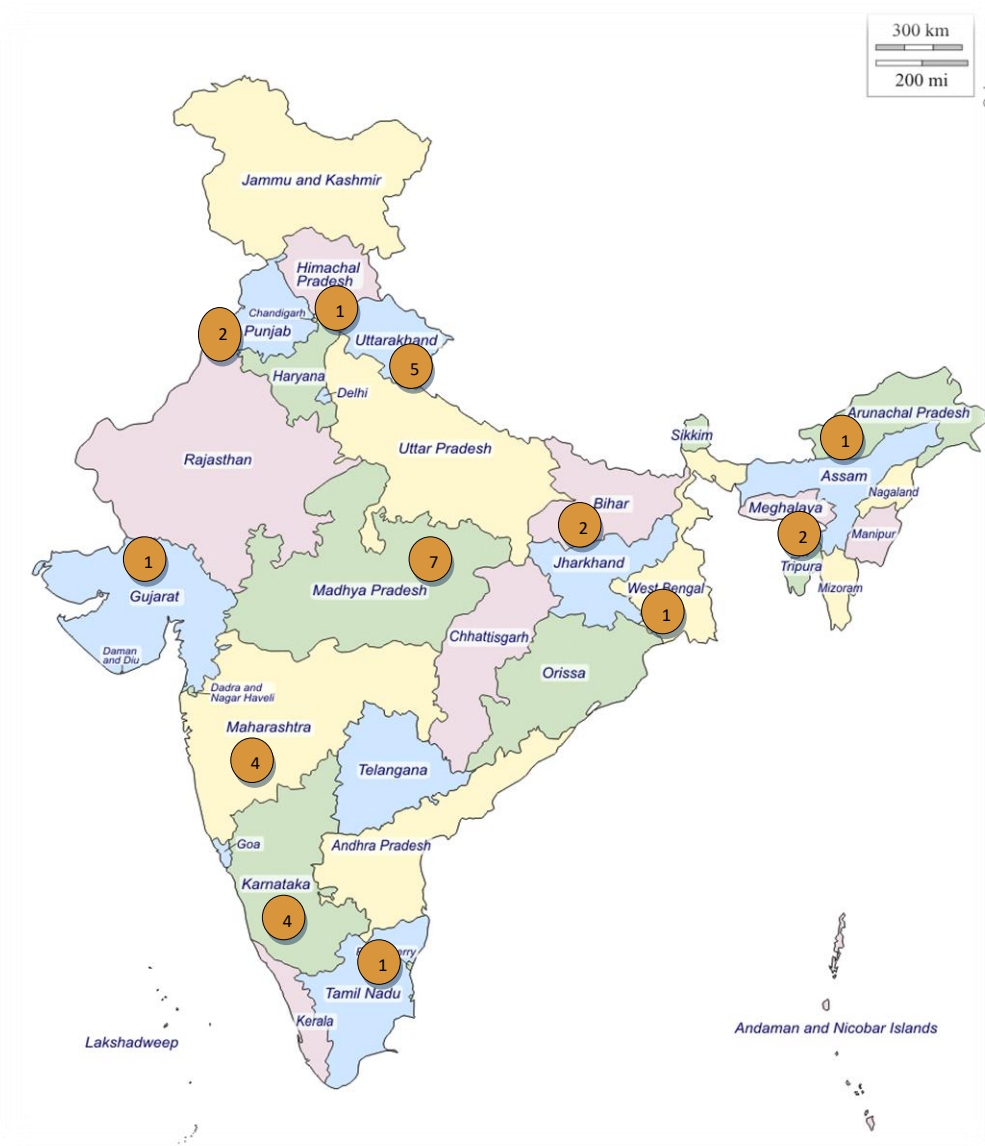 300 km
200 mi
Jammu and Kashmir
Himachal
Pradesh
1
Chandigarh
2
Punjab
Uttarakhand
5
Haryana
Delhi
Arunachal Pradesh
1
Sikkim
Uttar Pradesh
Rajasthan
Assam
Nagaland
Bihar
2
Meghalaya
2
Manipur
1
7
Jharkhand
Tripura
Gujarat
Madhya Pradesh
West Bengal
1
Mizoram
Chhattisgarh
Daman
and Diu
Orissa
Dadra and
Nagar Haveli
Maharashtra
4
Telangana
Goa
Andhra Pradesh
Karnataka
4
erry
1
Tamil Nadu
Kerala
Lakshadweep
Andaman and Nicobar Islands